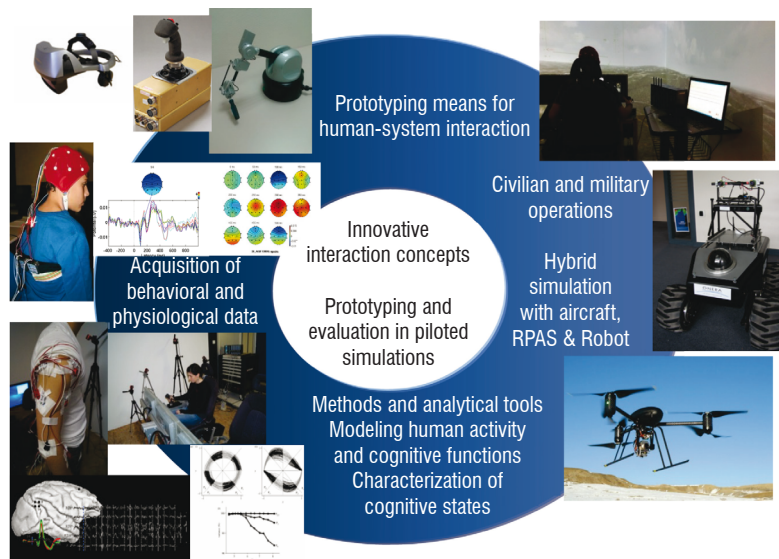 Prototyping means for
human-system interaction
Civilian and military
operations
Innovative
interaction concepts
Acquisition of
behavioral and
physiological data
Hybrid
simulation
with aircraft,
RPAS & Robot
Prototyping and
evaluation in piloted
simulations
Methods and analytical tools
Modeling human activity
and cognitive functions
Characterization of
cognitive states